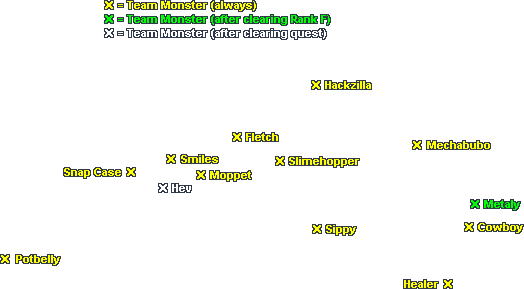 × = Team Monster (always)
× = Team Monster (after clearing Rank F)
× = Team Monster (after clearing quest)
× Hackzilla
× Fletch
× Mechabubo
× Smiles
× Slimehopper
Snap Case ×
× Moppet
× Hev
× Metaly
× Cowboy
× Sippy
× Potbelly
Healer ×